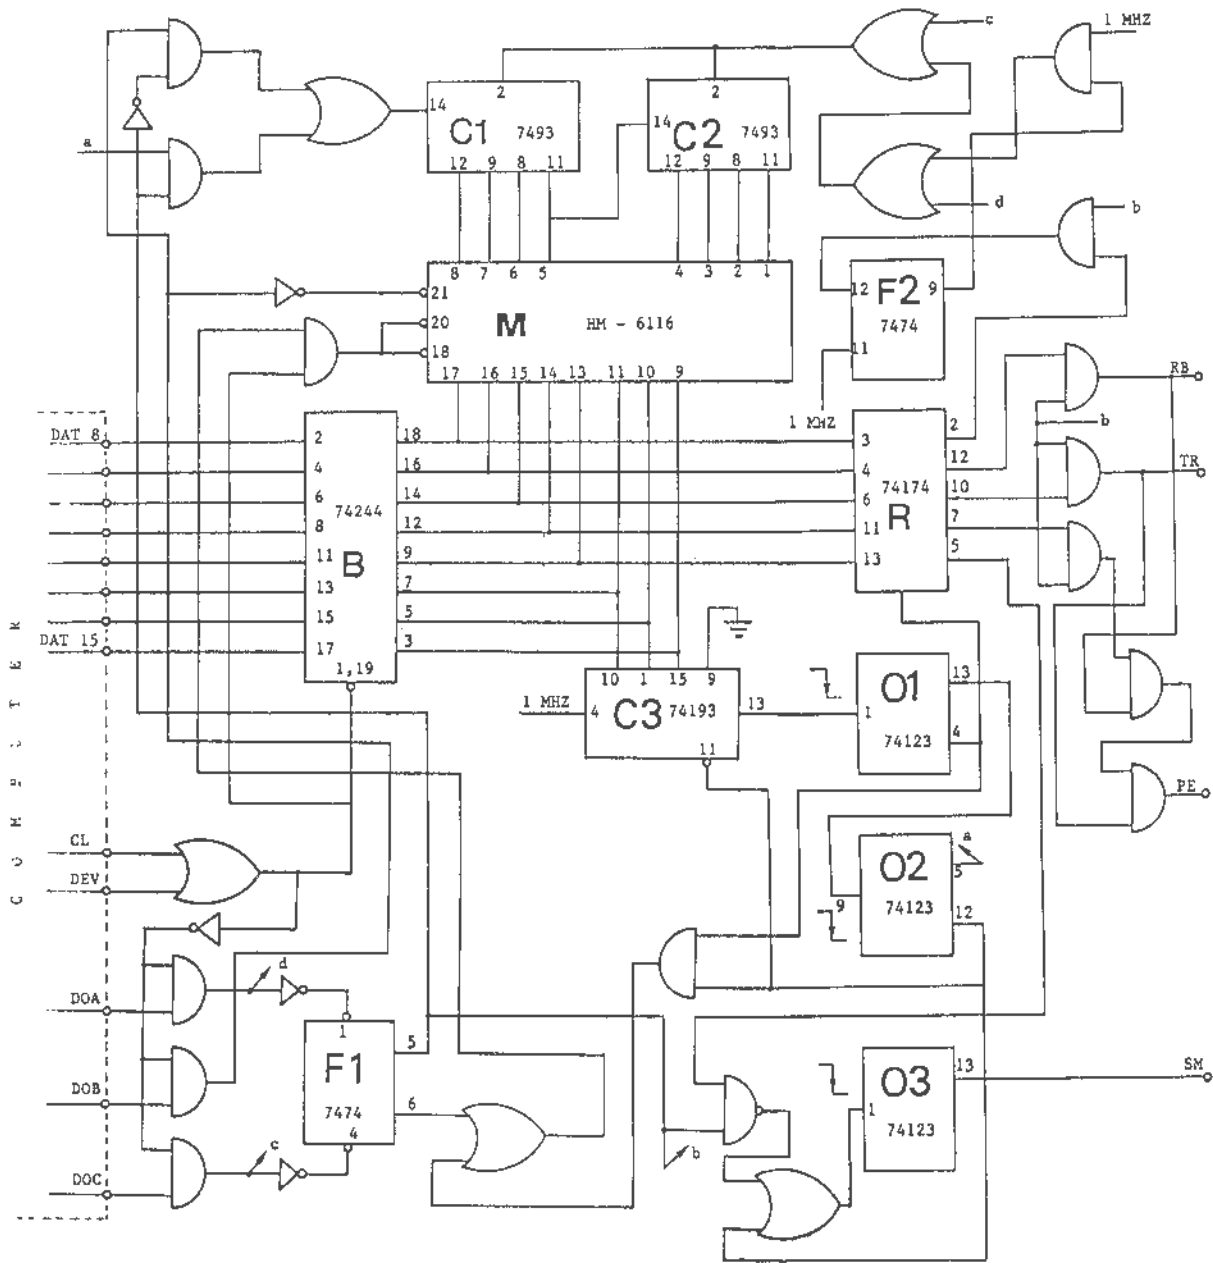 1 MHZ
c
2
2
14
C1
7493
14
C2
7493
a
12 9 8 11
12 9 8 11
d
b
8 7 6 5
4 3 2 1
21
20
18
M
HM - 6116
12
F2
9
7474
11
17 16 15 14 13 11 10 9
1 MHZ
RB
b
DAT 8
2
18
3
2
4
16
4
12
TR
6
74244
14
6
74174
10
8
12
11
R
7
11
B
9
13
5
13
7
15
5
DAT 15
17
3
1,19
10 1 15 9
1 MHZ
4
C3
74193
13
11
1
O1
13
74123
4
PE
COMPUTER
CL
DEV
a
O2
5
9
74123
12
d
DOA
1
5
F1
7474
6
4
DOB
c
DOC
b
O3
13
1
74123
SM